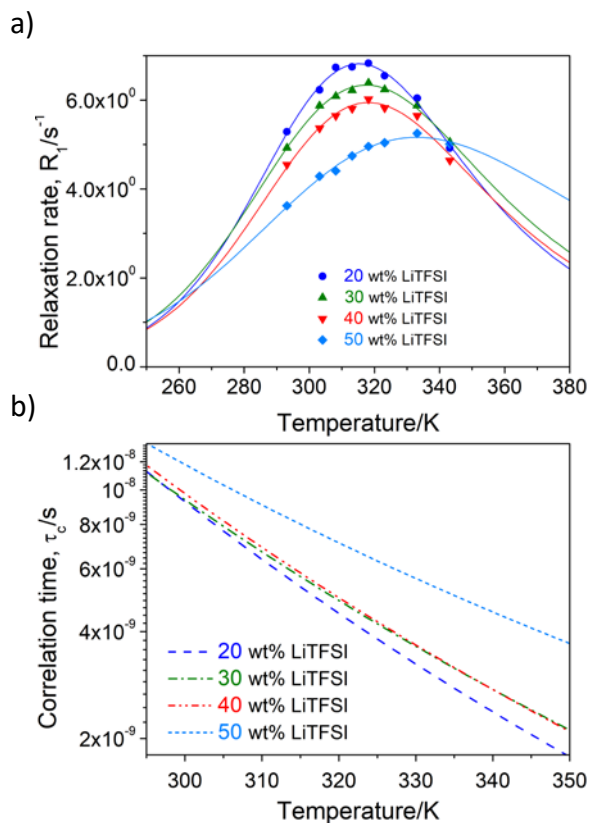 a)
Relaxation rate, R₁/s⁻¹
6.0x10⁰
4.0x10⁰
2.0x10⁰
0.0
20 wt% LiTFSI
30 wt% LiTFSI
40 wt% LiTFSI
50 wt% LiTFSI
260 280 300 320 340 360 380
Temperature/K
b)
Correlation time, τc/s
1.2x10⁻⁸
10⁻⁸
8x10⁻⁹
6x10⁻⁹
4x10⁻⁹
2x10⁻⁹
20 wt% LiTFSI
30 wt% LiTFSI
40 wt% LiTFSI
50 wt% LiTFSI
300 310 320 330 340 350
Temperature/K